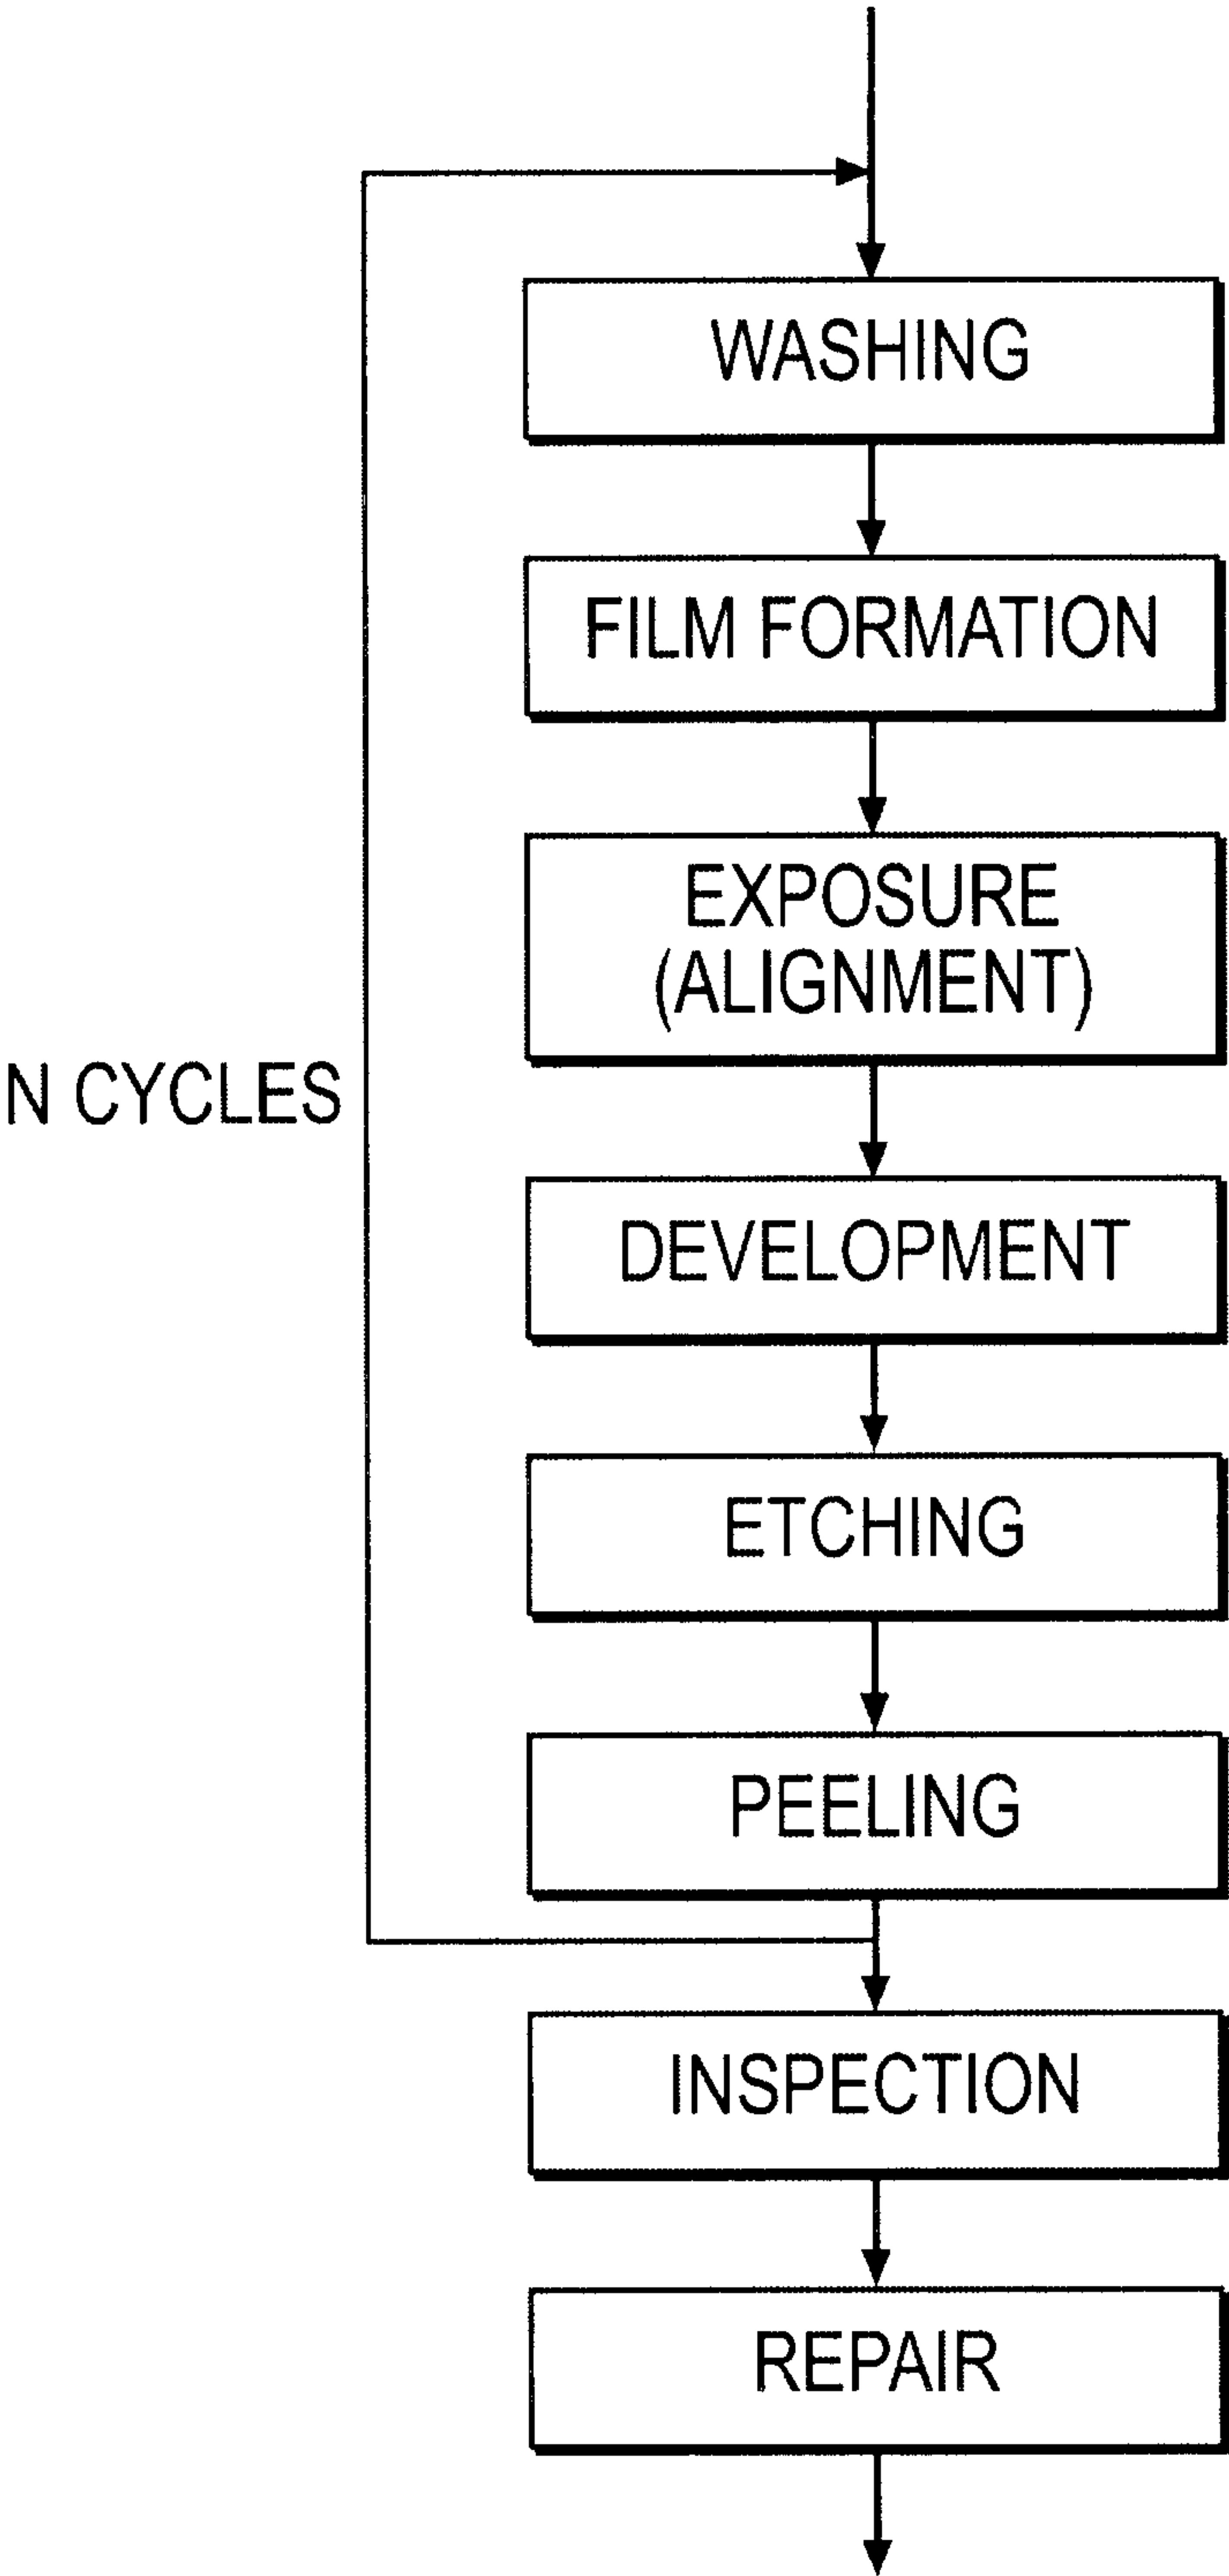 WASHING
FILM FORMATION
EXPOSURE
(ALIGNMENT)
N CYCLES
DEVELOPMENT
ETCHING
PEELING
INSPECTION
REPAIR